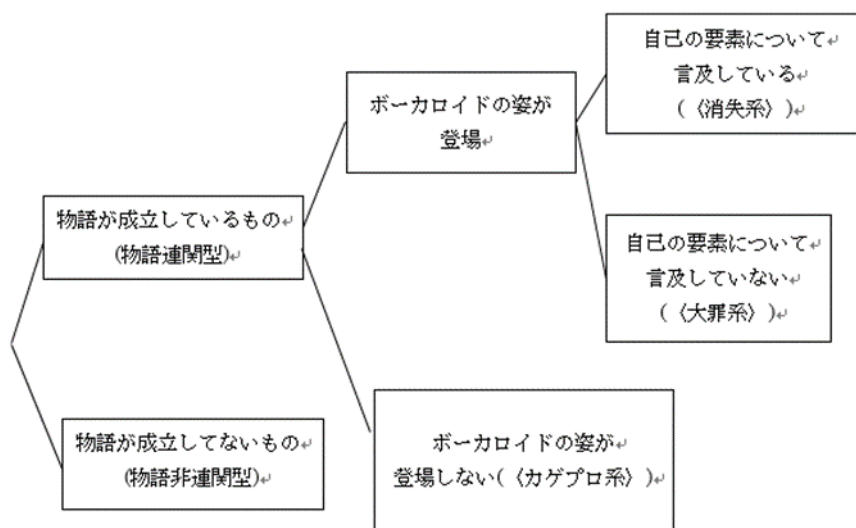 自己の要素について
言及している
(〈消失系〉)
ボーカロイドの姿が
登場
物語が成立しているもの
(物語連関型)
自己の要素について
言及していない
(〈大罪系〉)
物語が成立してないもの
(物語非連関型)
ボーカロイドの姿が
登場しない(〈カゲプロ系〉)